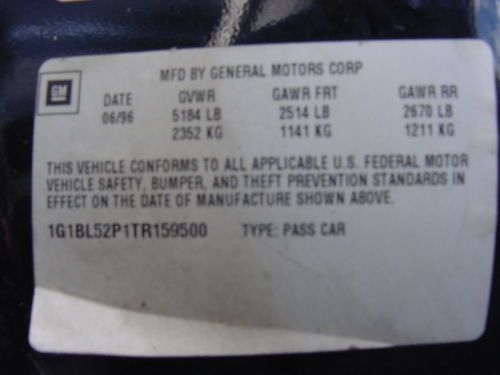 MFD BY GENERAL MOTORS CORP
GM
DATE GVWR GAWR FRT GAWR RR
06/96 5184 LB 2514 LB 2670 LB
2352 KG 1141 KG 1211 KG
THIS VEHICLE CONFORMS TO ALL APPLICABLE U.S. FEDERAL MOTOR
VEHICLE SAFETY, BUMPER, AND THEFT PREVENTION STANDARDS IN
EFFECT ON THE DATE OF MANUFACTURE SHOWN ABOVE.
1G1BL52P1TR159500 TYPE: PASS CAR